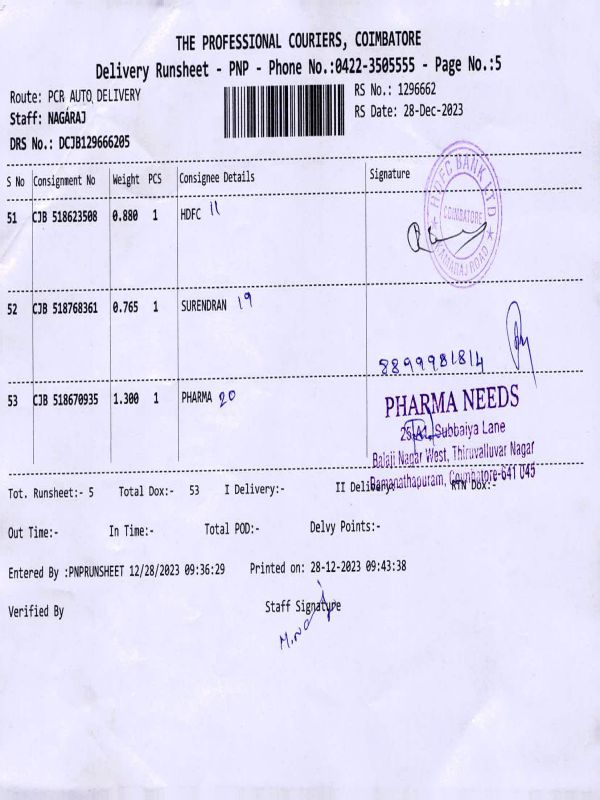 THE PROFESSIONAL COURIERS, COIMBATORE
Delivery Runsheet - PNP - Phone No.:0422-3505555 - Page No.:5
Route: PCR AUTO DELIVERY
RS No.: 1296662
Staff: NAGARAJ
RS Date: 28-Dec-2023
DRS No.: DCJB129666205
S No Consignment No Weight PCS Consignee Details Signature
51 CJB 518623508 0.880 1 HDFC 11
HDFC BANK LTD
COIMBATORE
KAMARAJ ROAD
52 CJB 518768361 0.765 1 SURENDRAN 19
8899981814
53 CJB 518670935 1.300 1 PHARMA 20
PHARMA NEEDS
Subbaiya Lane
Balaji Nagar West, Thiruvalluvar Nagar
Ramanathapuram, Coimbatore-641 045
Tot. Runsheet:- 5 Total Dox:- 53 I Delivery:- II Delivery:- RTN Dox:-
Out Time:- In Time:- Total POD:- Delvy Points:-
Entered By :PNPRUNSHEET 12/28/2023 09:36:29 Printed on: 28-12-2023 09:43:38
Verified By Staff Signature